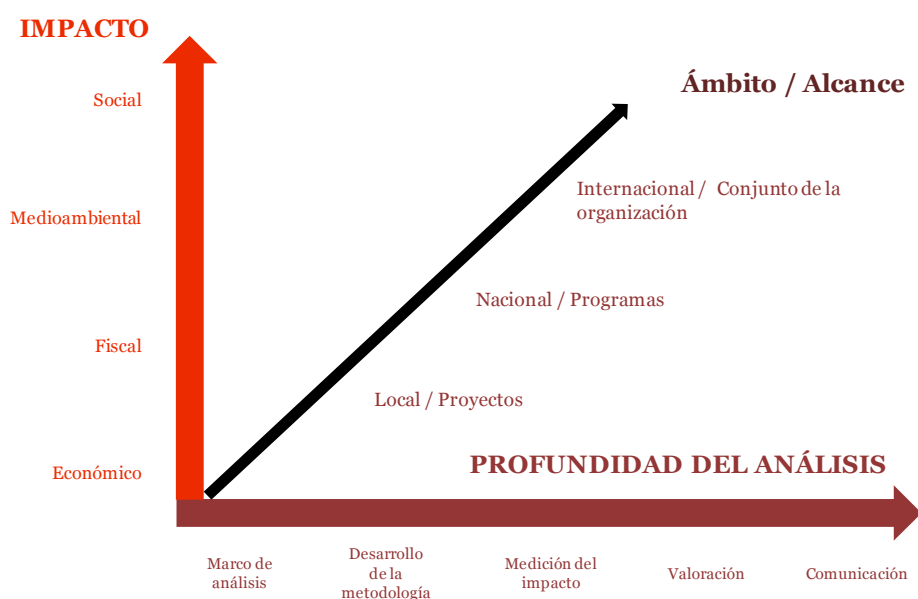 IMPACTO
Social
Ámbito / Alcance
Internacional / Conjunto de la
organización
Medioambiental
Nacional / Programas
Fiscal
Local / Proyectos
Económico
PROFUNDIDAD DEL ANÁLISIS
Marco de
análisis
Desarrollo
de la
metodología
Medición del
impacto
Valoración
Comunicación